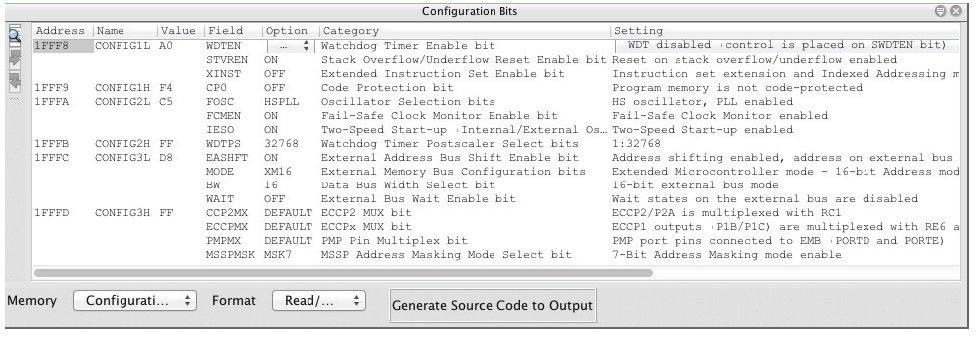 Configuration Bits
Address Name Value Field Option Category Setting
1FFF8 CONFIG1L A0 WDTEN ... Watchdog Timer Enable bit WDT disabled (control is placed on SWDTEN bit)
STVREN ON Stack Overflow/Underflow Reset Enable bit Reset on stack overflow/underflow enabled
XINST OFF Extended Instruction Set Enable bit Instruction set extension and Indexed Addressing m
1FFF9 CONFIG1H F4 CP0 OFF Code Protection bit Program memory is not code-protected
1FFFA CONFIG2L C5 FOSC HSPLL Oscillator Selection bits HS oscillator, PLL enabled
FCMEN ON Fail-Safe Clock Monitor Enable bit Fail-Safe Clock Monitor enabled
IESO ON Two-Speed Start-up (Internal/External Os... Two-Speed Start-up enabled
1FFFB CONFIG2H FF WDTPS 32768 Watchdog Timer Postscaler Select bits 1:32768
1FFFC CONFIG3L D8 EASHFT ON External Address Bus Shift Enable bit Address shifting enabled, address on external bus
MODE XM16 External Memory Bus Configuration bits Extended Microcontroller mode - 16-bit Address mod
BW 16 Data Bus Width Select bit 16-bit external bus mode
WAIT OFF External Bus Wait Enable bit Wait states on the external bus are disabled
1FFFD CONFIG3H FF CCP2MX DEFAULT ECCP2 MUX bit ECCP2/P2A is multiplexed with RC1
ECCPMX DEFAULT ECCPx MUX bit ECCP1 outputs (P1B/P1C) are multiplexed with RE6 a
PMPMX DEFAULT PMP Pin Multiplex bit PMP port pins connected to EMB (PORTD and PORTE)
MSSPMSK MSK7 MSSP Address Masking Mode Select bit 7-Bit Address Masking mode enable
Memory Configurati... Format Read/... Generate Source Code to Output